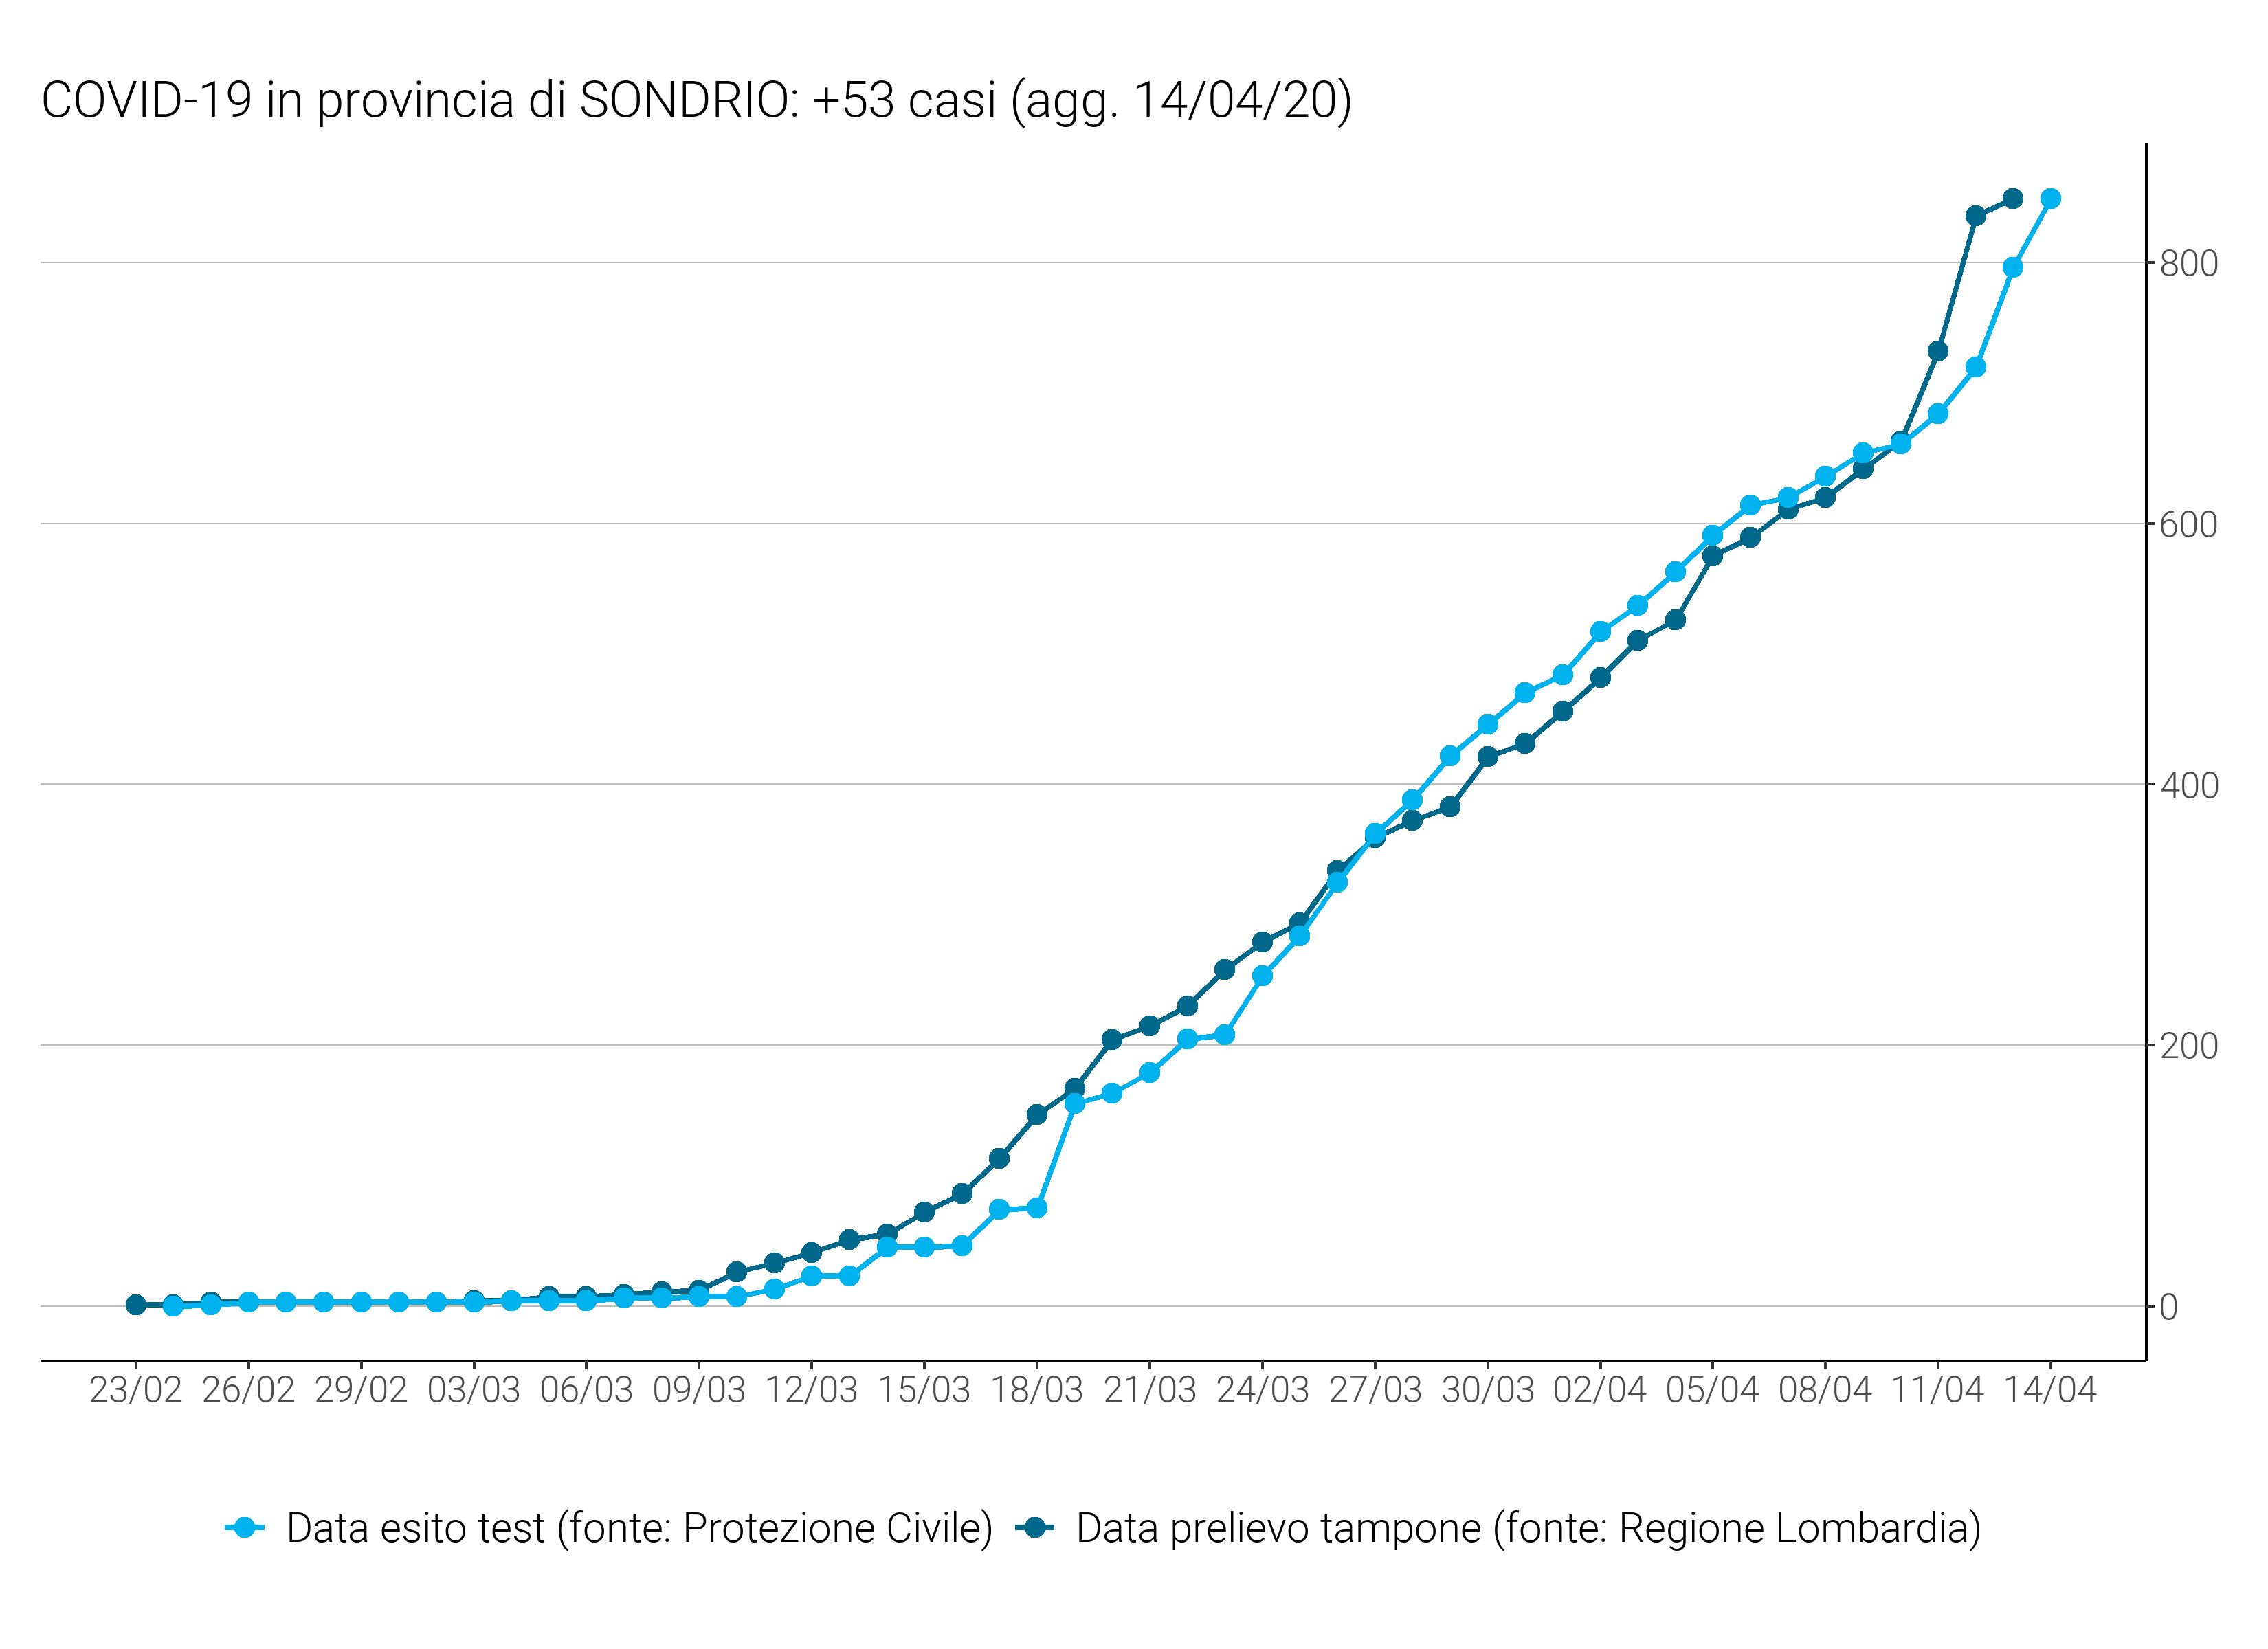 COVID-19 in provincia di SONDRIO: +53 casi (agg. 14/04/20)
800
600
400
200
0
23/02 26/02 29/02 03/03 06/03 09/03 12/03 15/03 18/03 21/03 24/03 27/03 30/03 02/04 05/04 08/04 11/04 14/04
Data esito test (fonte: Protezione Civile) Data prelievo tampone (fonte: Regione Lombardia)